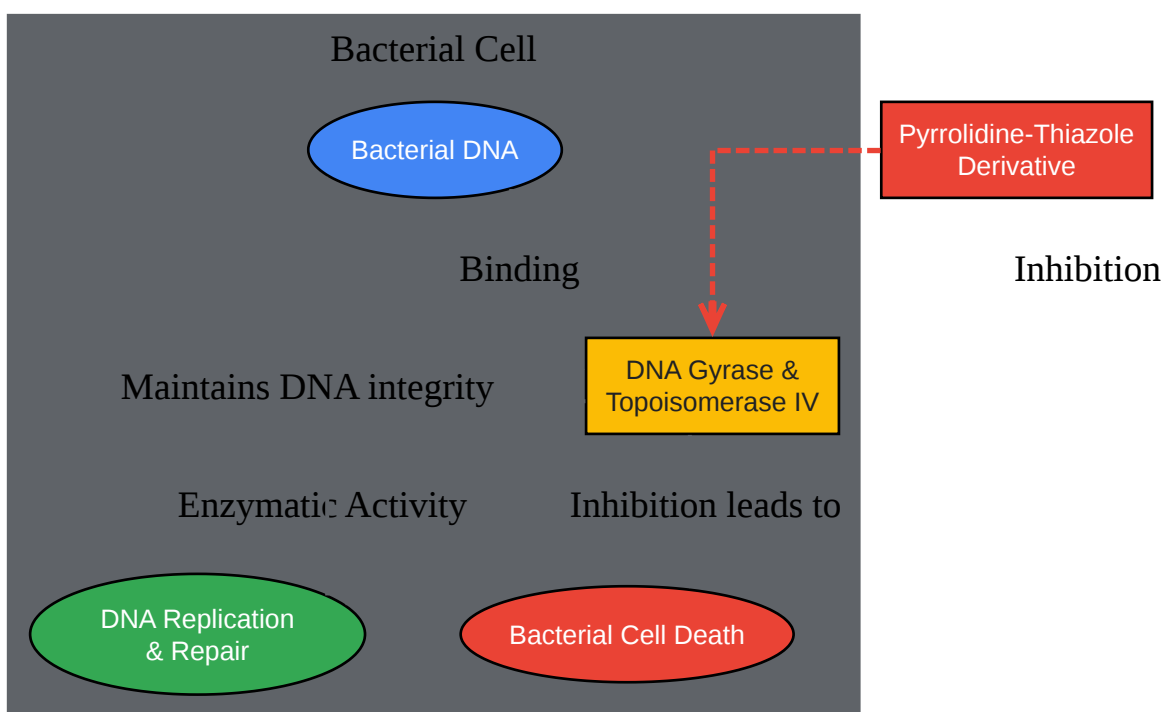 Bacterial Cell
Bacterial DNA
Pyrrolidine-Thiazole
Derivative
Binding
Inhibition
Maintains DNA integrity
DNA Gyrase &
Topoisomerase IV
Enzymatic Activity
Inhibition leads to
DNA Replication
& Repair
Bacterial Cell Death